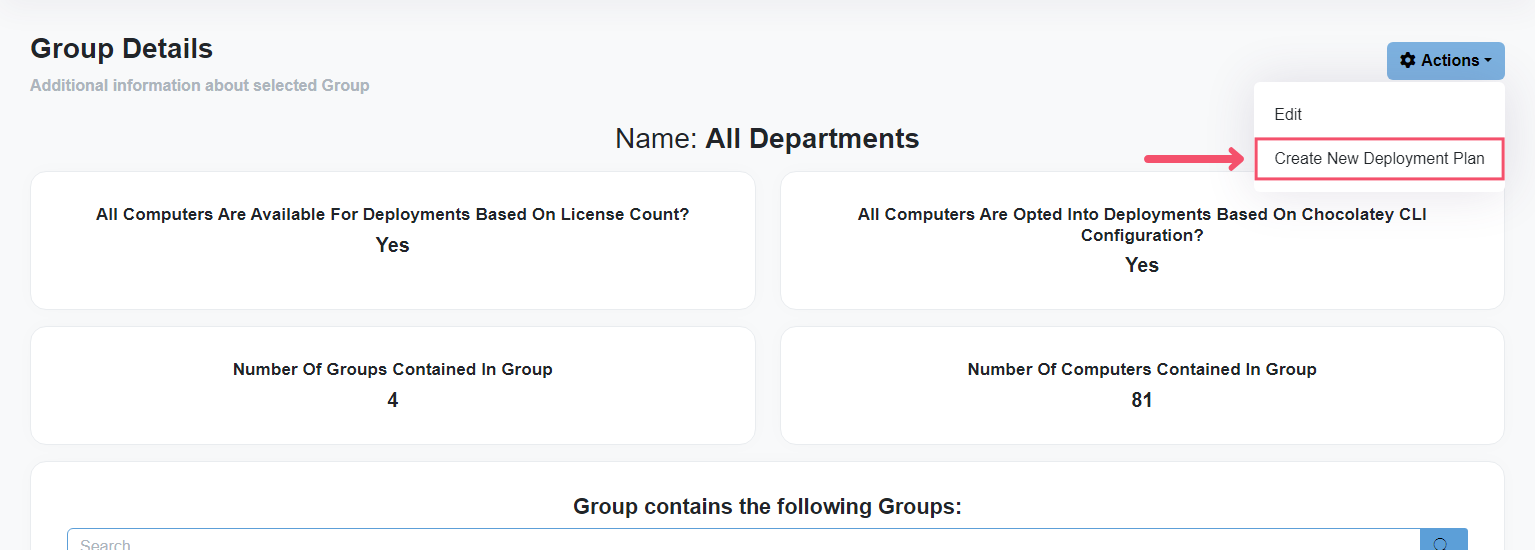 Group Details
Additional information about selected Group
Actions
Edit
Create New Deployment Plan
Name: All Departments
All Computers Are Available For Deployments Based On License Count?
Yes
All Computers Are Opted Into Deployments Based On Chocolatey CLI
Configuration?
Yes
Number Of Groups Contained In Group
4
Number Of Computers Contained In Group
81
Group contains the following Groups:
Search